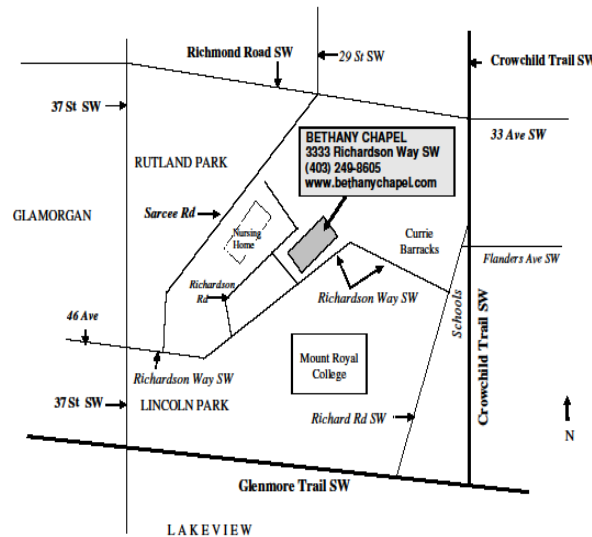 29 St SW
Richmond Road SW
Crowchild Trail SW
37 St SW
33 Ave SW
BETHANY CHAPEL
3333 Richardson Way SW
(403) 249-8605
www.bethanychapel.com
RUTLAND PARK
GLAMORGAN
Sarcee Rd
Nursing
Home
Currie
Barracks
Flanders Ave SW
Richardson
Rd
Richardson Way SW
Schools
46 Ave
Crowchild Trail SW
Mount Royal
College
Richardson Way SW
37 St SW
LINCOLN PARK
Richard Rd SW
N
Glenmore Trail SW
LAKEVIEW